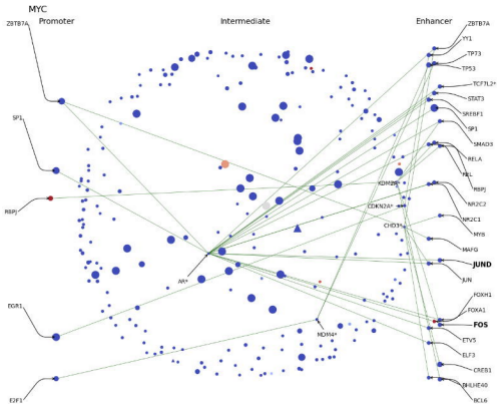 MYC
Promoter
Intermediate
Enhancer
ZBTB7A
SP1
RBPJ
EGR1
E2F1
KDM2B*
CDKN2A*
CHD3*
AR*
MDM4*
ZBTB7A
YY1
TP73
TP53
TCF7L2*
STAT3
SREBF1
SP1
SMAD3
RELA
REL
RBPJ
NR2C2
NR2C1
MYB
MAFG
JUND
JUN
FOXH1
FOXA1
FOS
ETV5
ELF3
CREB1
BHLHE40
BCL6